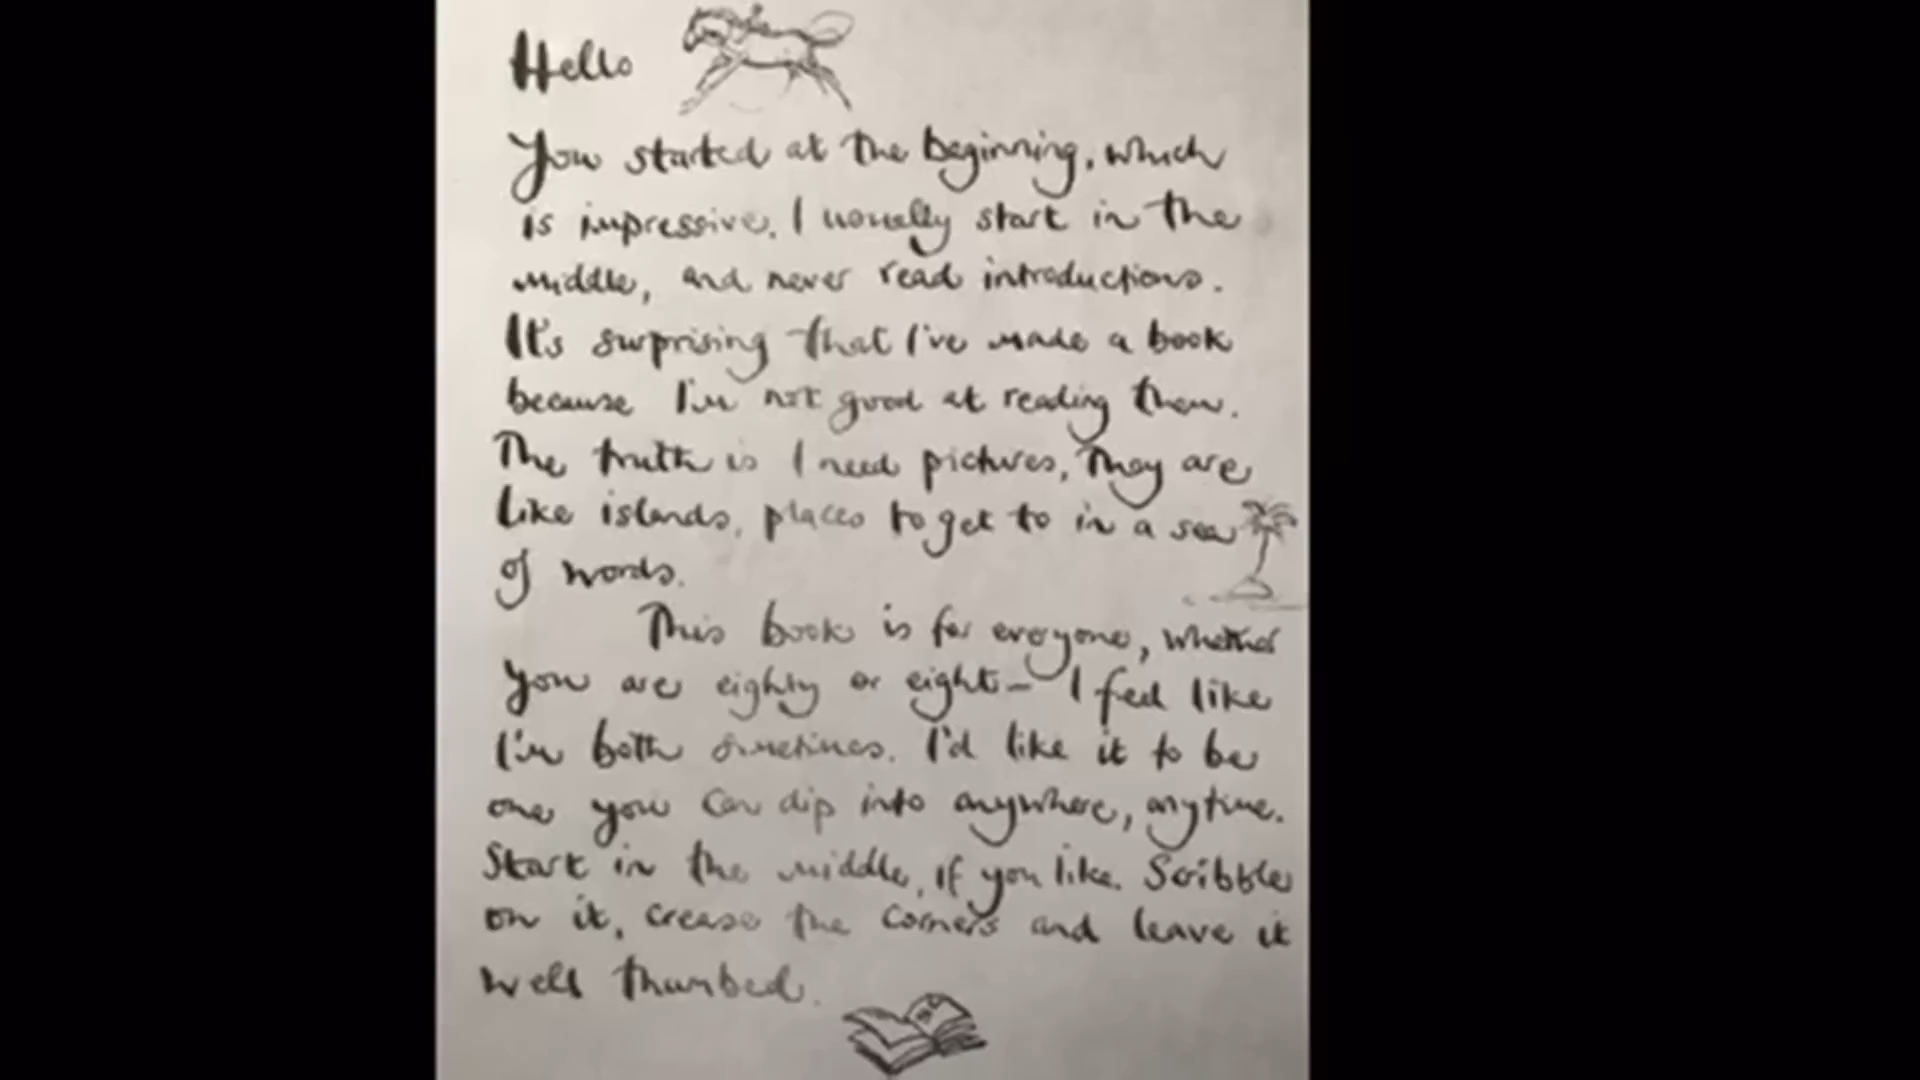 Hello
You started at the beginning, which
is impressive. I usually start in the
middle, and never read introductions.
It's surprising that I've made a book
because I'm not good at reading them.
The truth is I need pictures, They are
like islands, places to get to in a sea
of words.
This book is for everyone, whether
you are eighty or eight – I feel like
I'm both sometimes. I'd like it to be
one you can dip into anywhere, anytime.
Start in the middle, if you like. Scribble
on it, crease the corners and leave it
well thumbed.